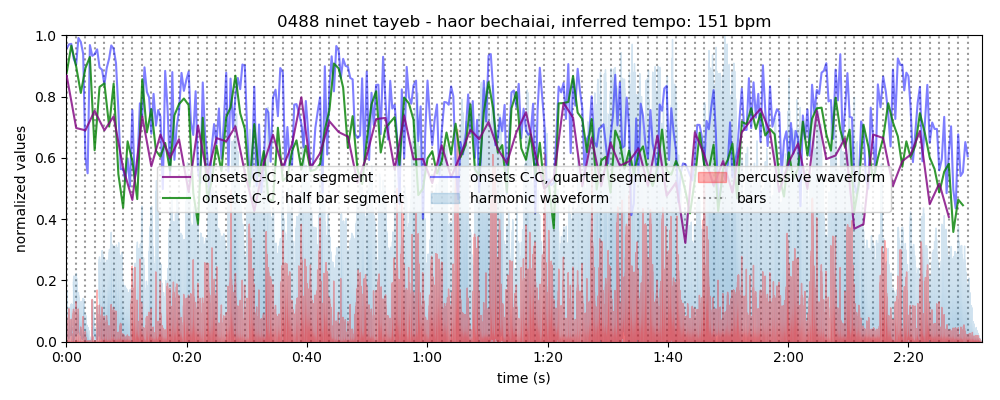 0488 ninet tayeb - haor bechaiai, inferred tempo: 151 bpm
1.0
0.8
0.6
0.4
0.2
0.0
normalized values
onsets C-C, bar segment
onsets C-C, half bar segment
onsets C-C, quarter segment
harmonic waveform
percussive waveform
bars
0:00 0:20 0:40 1:00 1:20 1:40 2:00 2:20
time (s)